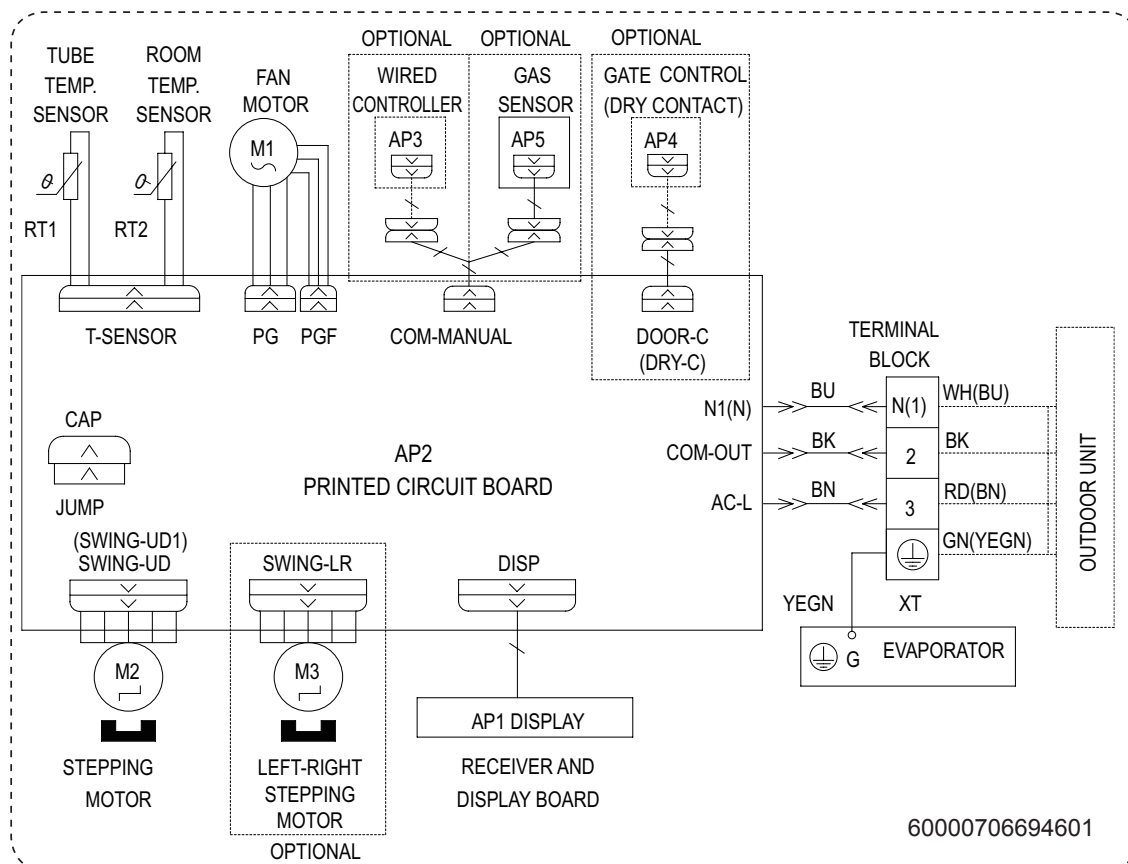 OPTIONAL OPTIONAL OPTIONAL
TUBE
TEMP.
SENSOR
ROOM
TEMP.
SENSOR
FAN
MOTOR
WIRED
CONTROLLER
GAS
SENSOR
GATE CONTROL
(DRY CONTACT)
M1
AP3
AP5
AP4
θ
θ
RT1
RT2
T-SENSOR
PG
PGF
COM-MANUAL
DOOR-C
(DRY-C)
TERMINAL
BLOCK
N1(N)
BU
N(1)
WH(BU)
COM-OUT
BK
2
BK
AC-L
BN
3
RD(BN)
GN(YEGN)
OUTDOOR UNIT
CAP
JUMP
AP2
PRINTED CIRCUIT BOARD
(SWING-UD1)
SWING-UD
SWING-LR
DISP
YEGN
XT
G
EVAPORATOR
M2
M3
AP1 DISPLAY
STEPPING
MOTOR
LEFT-RIGHT
STEPPING
MOTOR
OPTIONAL
RECEIVER AND
DISPLAY BOARD
60000706694601